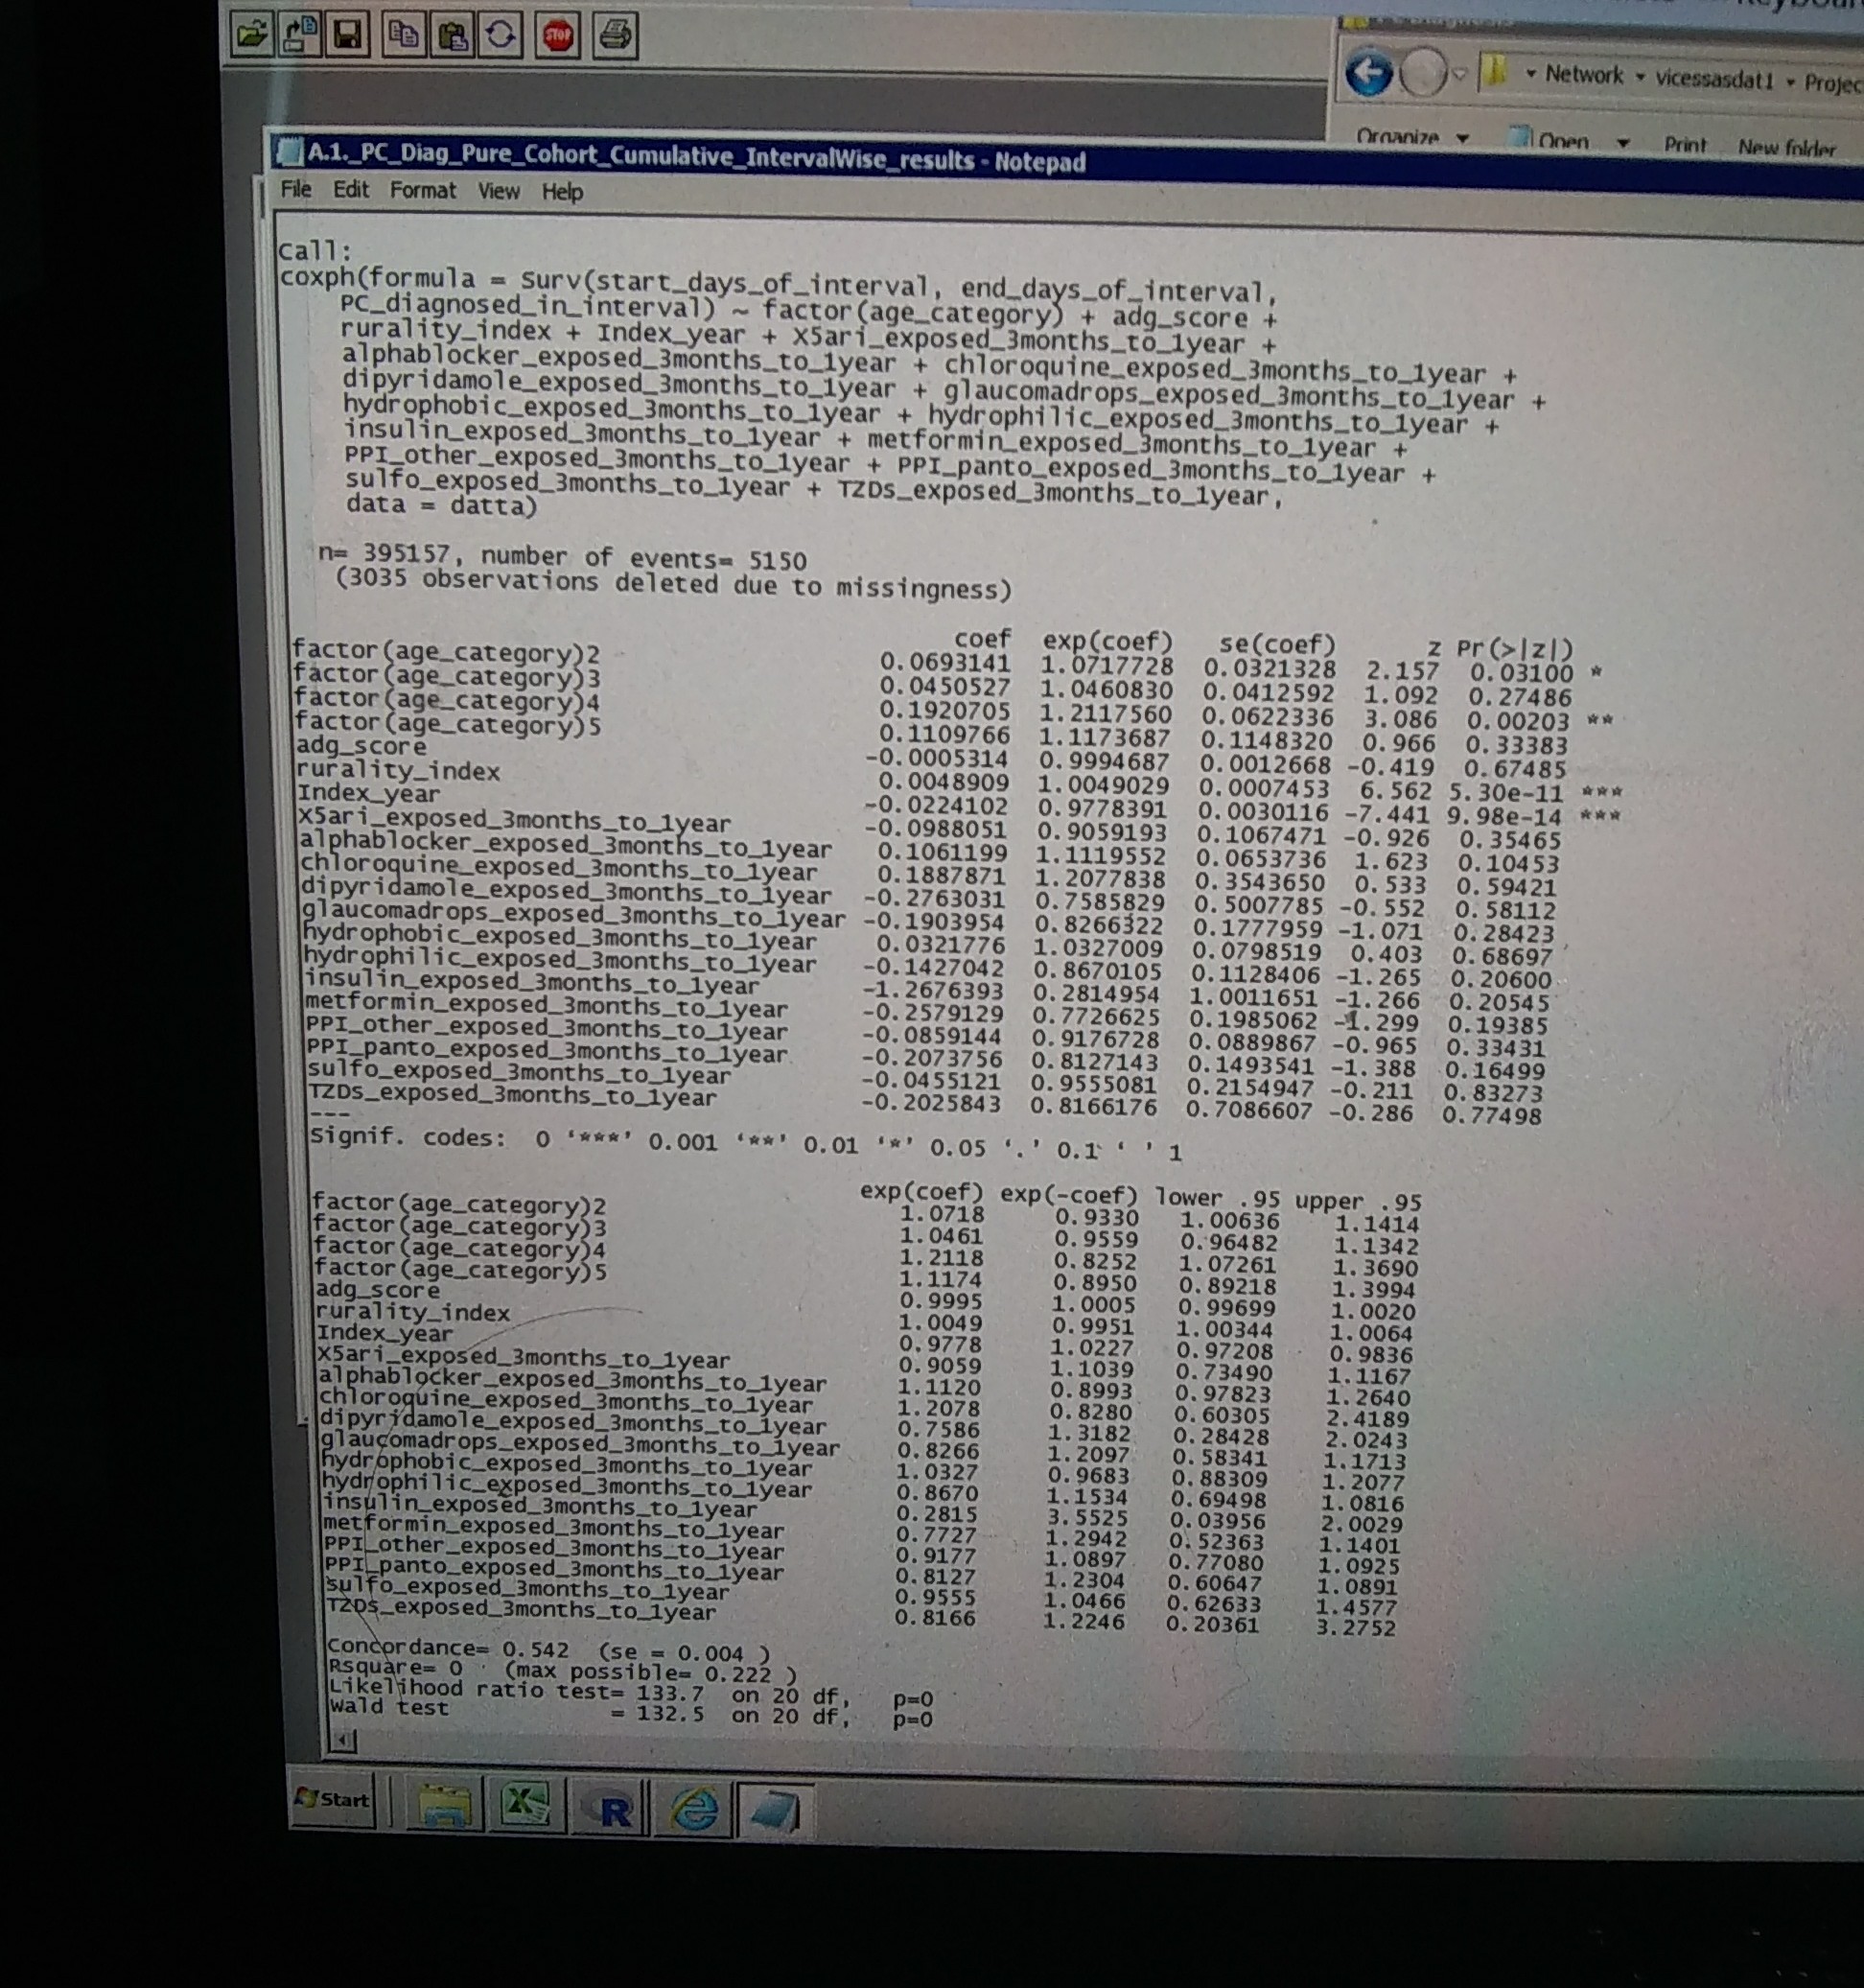 STOP
Network ▾ vicessasdat1 ▾ Projec
Organize ▼ Open ▼ Print New folder
A.1._PC_Diag_Pure_Cohort_Cumulative_IntervalWise_results - Notepad
File Edit Format View Help
Call:
coxph(formula = Surv(start_days_of_interval, end_days_of_interval,
PC_diagnosed_in_interval) ~ factor(age_category) + adg_score +
rurality_index + Index_year + X5ari_exposed_3months_to_1year +
alphablocker_exposed_3months_to_1year + chloroquine_exposed_3months_to_1year +
dipyridamole_exposed_3months_to_1year + glaucomadrops_exposed_3months_to_1year +
hydrophobic_exposed_3months_to_1year + hydrophilic_exposed_3months_to_1year +
insulin_exposed_3months_to_1year + metformin_exposed_3months_to_1year +
PPI_other_exposed_3months_to_1year + PPI_panto_exposed_3months_to_1year +
sulfo_exposed_3months_to_1year + TZDs_exposed_3months_to_1year,
data = datta)
n= 395157, number of events= 5150
(3035 observations deleted due to missingness)
coef exp(coef) se(coef) z Pr(>|z|)
factor(age_category)2 0.0693141 1.0717728 0.0321328 2.157 0.03100 *
factor(age_category)3 0.0450527 1.0460830 0.0412592 1.092 0.27486
factor(age_category)4 0.1920705 1.2117560 0.0622336 3.086 0.00203 **
factor(age_category)5 0.1109766 1.1173687 0.1148320 0.966 0.33383
adg_score -0.0005314 0.9994687 0.0012668 -0.419 0.67485
rurality_index 0.0048909 1.0049029 0.0007453 6.562 5.30e-11 ***
Index_year -0.0224102 0.9778391 0.0030116 -7.441 9.98e-14 ***
X5ari_exposed_3months_to_1year -0.0988051 0.9059193 0.1067471 -0.926 0.35465
alphablocker_exposed_3months_to_1year 0.1061199 1.1119552 0.0653736 1.623 0.10453
chloroquine_exposed_3months_to_1year 0.1887871 1.2077838 0.3543650 0.533 0.59421
dipyridamole_exposed_3months_to_1year -0.2763031 0.7585829 0.5007785 -0.552 0.58112
glaucomadrops_exposed_3months_to_1year -0.1903954 0.8266322 0.1777959 -1.071 0.28423
hydrophobic_exposed_3months_to_1year 0.0321776 1.0327009 0.0798519 0.403 0.68697
hydrophilic_exposed_3months_to_1year -0.1427042 0.8670105 0.1128406 -1.265 0.20600
insulin_exposed_3months_to_1year -1.2676393 0.2814954 1.0011651 -1.266 0.20545
metformin_exposed_3months_to_1year -0.2579129 0.7726625 0.1985062 -1.299 0.19385
PPI_other_exposed_3months_to_1year -0.0859144 0.9176728 0.0889867 -0.965 0.33431
PPI_panto_exposed_3months_to_1year -0.2073756 0.8127143 0.1493541 -1.388 0.16499
sulfo_exposed_3months_to_1year -0.0455121 0.9555081 0.2154947 -0.211 0.83273
TZDs_exposed_3months_to_1year -0.2025843 0.8166176 0.7086607 -0.286 0.77498
---
Signif. codes: 0 ‘***’ 0.001 ‘**’ 0.01 ‘*’ 0.05 ‘.’ 0.1 ‘ ’ 1
exp(coef) exp(-coef) lower .95 upper .95
factor(age_category)2 1.0718 0.9330 1.00636 1.1414
factor(age_category)3 1.0461 0.9559 0.96482 1.1342
factor(age_category)4 1.2118 0.8252 1.07261 1.3690
factor(age_category)5 1.1174 0.8950 0.89218 1.3994
adg_score 0.9995 1.0005 0.99699 1.0020
rurality_index 1.0049 0.9951 1.00344 1.0064
Index_year 0.9778 1.0227 0.97208 0.9836
X5ari_exposed_3months_to_1year 0.9059 1.1039 0.73490 1.1167
alphablocker_exposed_3months_to_1year 1.1120 0.8993 0.97823 1.2640
chloroquine_exposed_3months_to_1year 1.2078 0.8280 0.60305 2.4189
dipyridamole_exposed_3months_to_1year 0.7586 1.3182 0.28428 2.0243
glaucomadrops_exposed_3months_to_1year 0.8266 1.2097 0.58341 1.1713
hydrophobic_exposed_3months_to_1year 1.0327 0.9683 0.88309 1.2077
hydrophilic_exposed_3months_to_1year 0.8670 1.1534 0.69498 1.0816
insulin_exposed_3months_to_1year 0.2815 3.5525 0.03956 2.0029
metformin_exposed_3months_to_1year 0.7727 1.2942 0.52363 1.1401
PPI_other_exposed_3months_to_1year 0.9177 1.0897 0.77080 1.0925
PPI_panto_exposed_3months_to_1year 0.8127 1.2304 0.60647 1.0891
sulfo_exposed_3months_to_1year 0.9555 1.0466 0.62633 1.4577
TZDs_exposed_3months_to_1year 0.8166 1.2246 0.20361 3.2752
Concordance= 0.542 (se = 0.004 )
Rsquare= 0 (max possible= 0.222 )
Likelihood ratio test= 133.7 on 20 df, p=0
Wald test = 132.5 on 20 df, p=0
Start
R